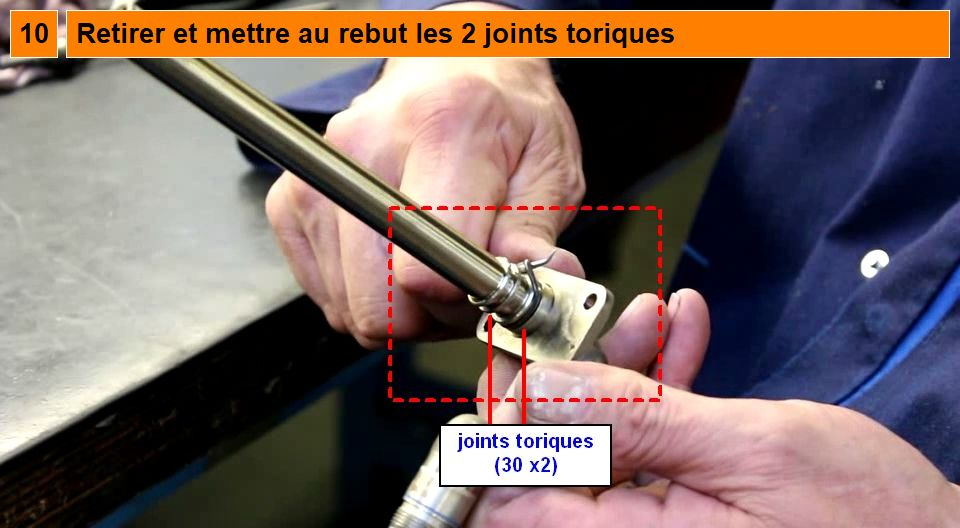 10 Retirer et mettre au rebut les 2 joints toriques
joints toriques
(30 x2)